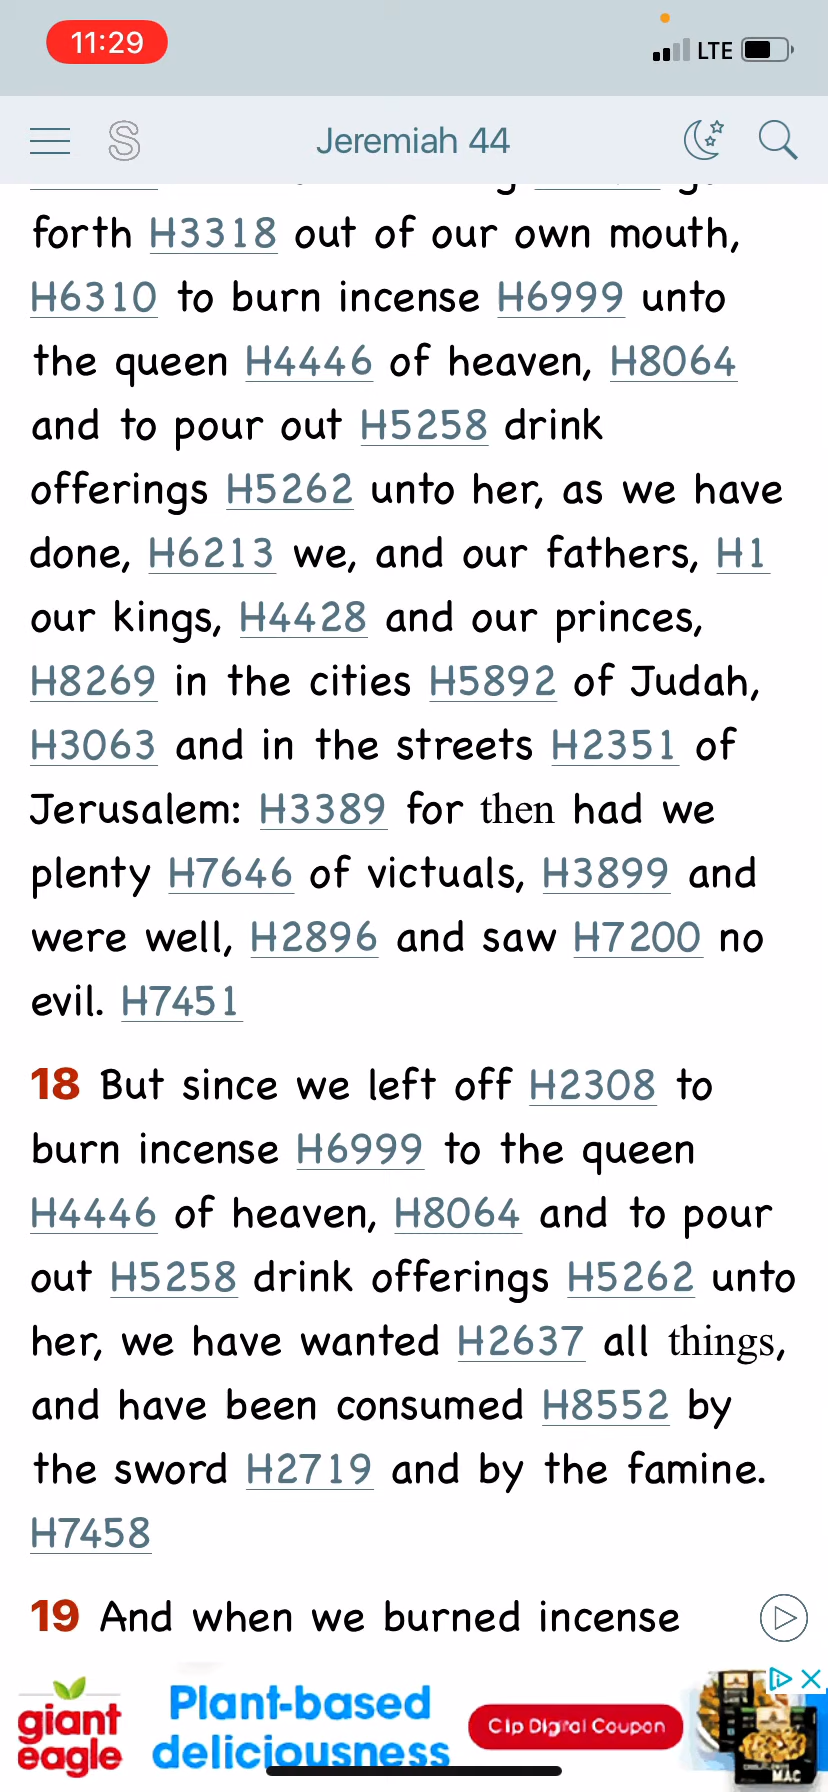 11:29
LTE
S
Jeremiah 44
forth H3318 out of our own mouth,
H6310 to burn incense H6999 unto
the queen H4446 of heaven, H8064
and to pour out H5258 drink
offerings H5262 unto her, as we have
done, H6213 we, and our fathers, H1
our kings, H4428 and our princes,
H8269 in the cities H5892 of Judah,
H3063 and in the streets H2351 of
Jerusalem: H3389 for then had we
plenty H7646 of victuals, H3899 and
were well, H2896 and saw H7200 no
evil. H7451
18 But since we left off H2308 to
burn incense H6999 to the queen
H4446 of heaven, H8064 and to pour
out H5258 drink offerings H5262 unto
her, we have wanted H2637 all things,
and have been consumed H8552 by
the sword H2719 and by the famine.
H7458
19 And when we burned incense
giant
eagle
Plant-based
deliciousness
Clip Digital Coupon
MAC